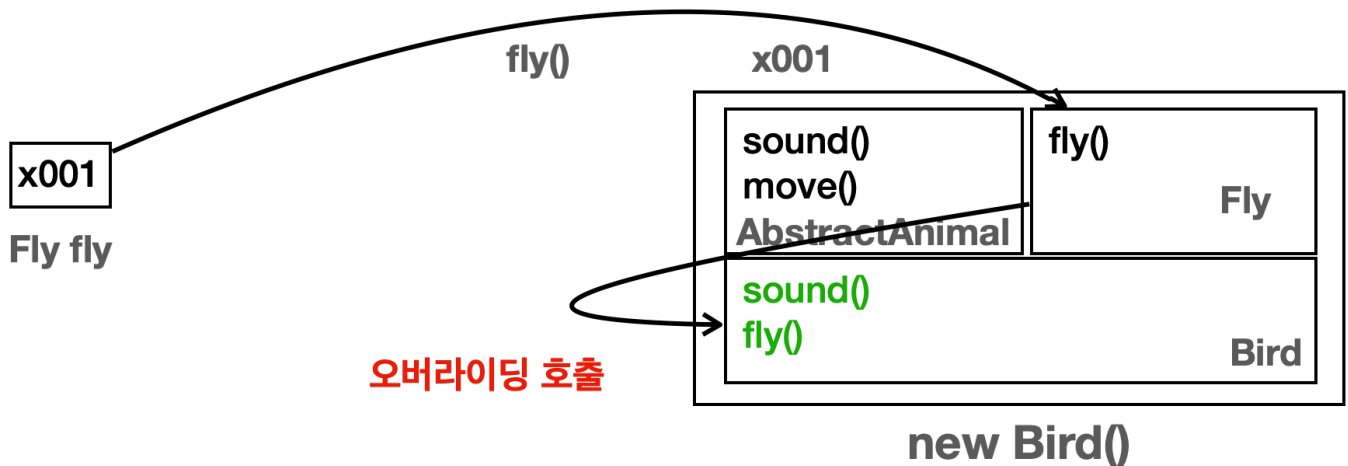 fly()
x001
x001
Fly fly
sound()
move()
AbstractAnimal
fly()
Fly
sound()
fly()
Bird
오버라이딩 호출
new Bird()